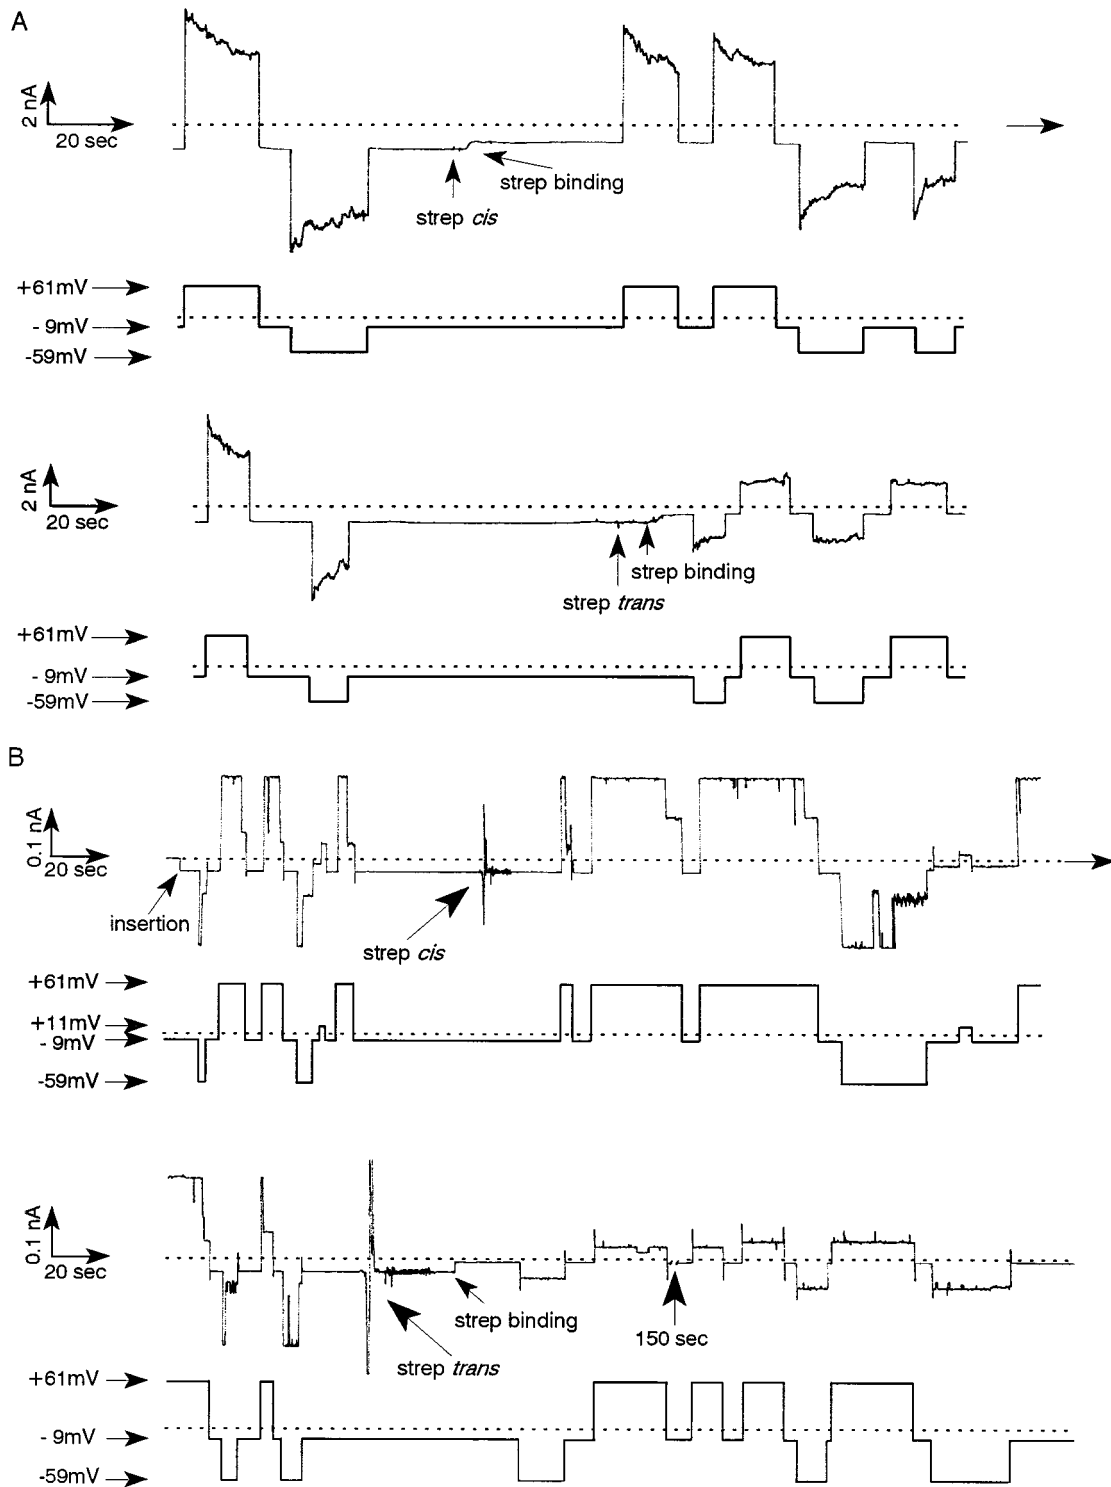 A
2 nA
20 sec
strep binding
strep cis
+61mV
- 9mV
-59mV
2 nA
20 sec
strep binding
strep trans
+61mV
- 9mV
-59mV
B
0.1 nA
20 sec
insertion
strep cis
+61mV
+11mV
- 9mV
-59mV
0.1 nA
20 sec
strep binding
150 sec
strep trans
+61mV
- 9mV
-59mV